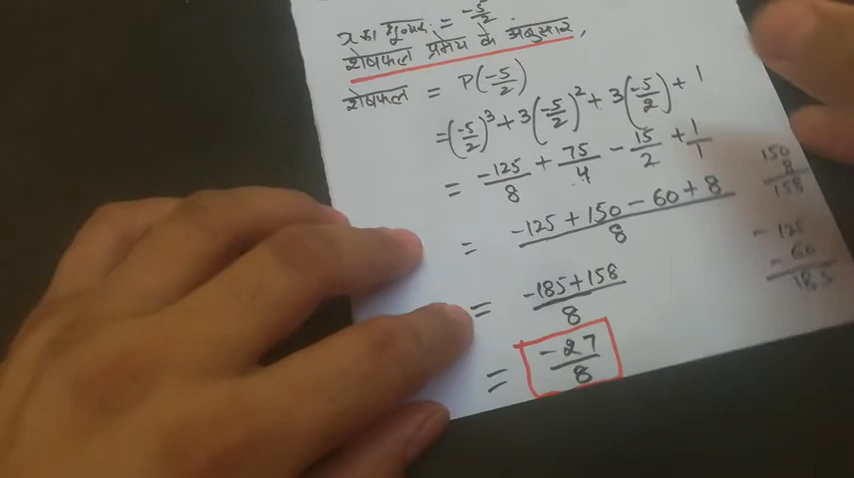 x का शून्यक = -5/2
शेषफल प्रमेय के अनुसार,
शेषफल = P(-5/2)
= (-5/2)³ + 3(-5/2)² + 3(-5/2) + 1
= -125/8 + 75/4 - 15/2 + 1/1
= -125 + 150 - 60 + 8 / 8
= -185 + 158 / 8
= -27/8
150
8
158
- 125
- 60
185